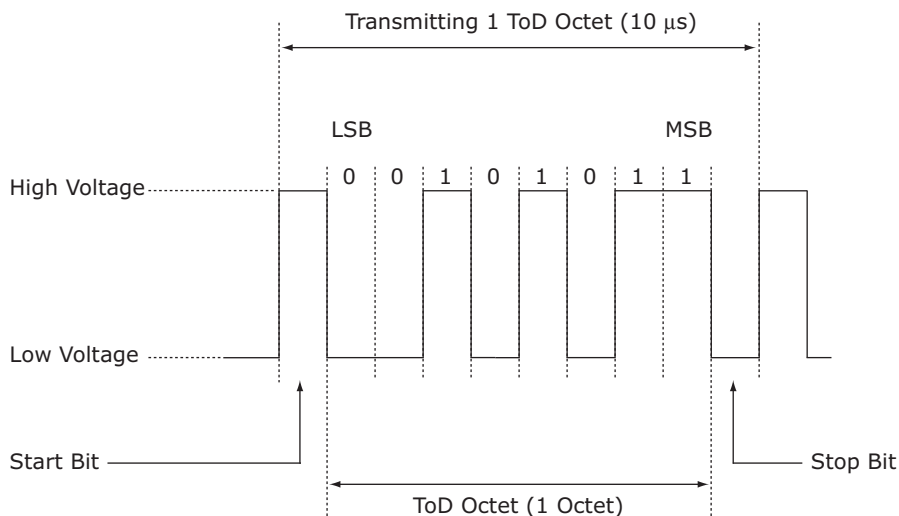 Transmitting 1 ToD Octet (10 μs)
LSB MSB
0 0 1 0 1 0 1 1
High Voltage
Low Voltage
Start Bit
Stop Bit
ToD Octet (1 Octet)